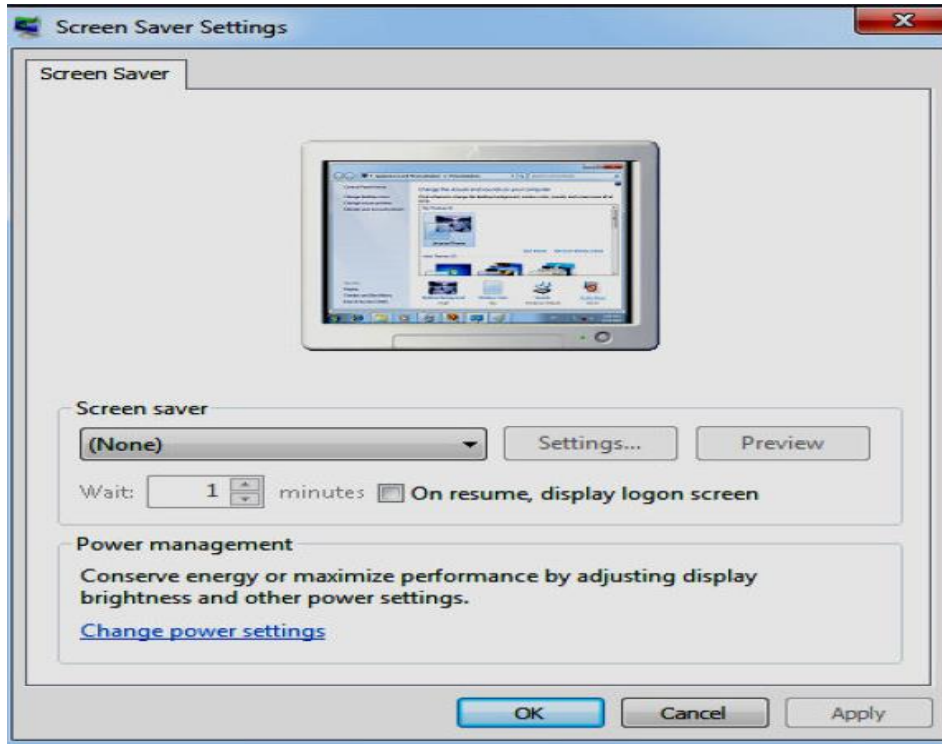 Screen Saver Settings
Screen Saver
Screen saver
(None)
Settings...
Preview
Wait:
1
minutes
On resume, display logon screen
Power management
Conserve energy or maximize performance by adjusting display
brightness and other power settings.
Change power settings
OK
Cancel
Apply